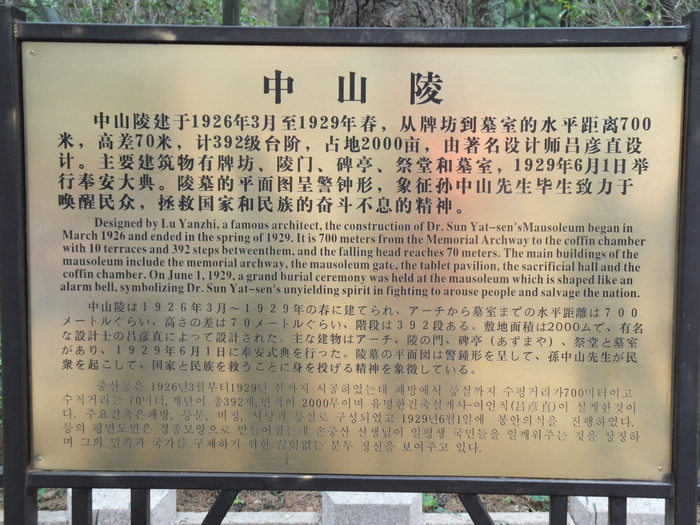 中山陵
中山陵建于1926年3月至1929年春，从牌坊到墓室的水平距离700
米，高差70米，计392级台阶，占地2000亩，由著名设计师吕彦直设
计。主要建筑物有牌坊、陵门、碑亭、祭堂和墓室，1929年6月1日举
行奉安大典。陵墓的平面图呈警钟形，象征孙中山先生毕生致力于
唤醒民众，拯救国家和民族的奋斗不息的精神。
Designed by Lu Yanzhi, a famous architect, the construction of Dr. Sun Yat-sen'sMausoleum began in
March 1926 and ended in the spring of 1929. It is 700 meters from the Memorial Archway to the coffin chamber
with 10 terraces and 392 steps betweenthem, and the falling head reaches 70 meters. The main buildings of the
mausoleum include the memorial archway, the mausoleum gate, the tablet pavilion, the sacrificial hall and the
coffin chamber. On June 1, 1929, a grand burial ceremony was held at the mausoleum which is shaped like an
alarm bell, symbolizing Dr. Sun Yat-sen's unyielding spirit in fighting to arouse people and salvage the nation.
中山陵は１９２６年３月～１９２９年の春に建てられ、アーチから墓室までの水平距離は７００
メートルぐらい、高さの差は７０メートルぐらい、階段は３９２段ある。敷地面積は2000ムで、有名
な設計士の呂彦直によって設計された。主な建物はアーチ、陵の門、碑亭（あずまや）、祭堂と墓室
があり、１９２９年６月１日に奉安式典を行った。陵墓の平面図は警鐘形を呈して、孫中山先生が民
衆を起こして、国家と民族を救うことに身を投げる精神を象徴している。
중산릉은 1926년3월부터1929년 봄까지 시공하였는데 패방에서 릉실까지 수평거리가700미터이고
수직거리는 70미터, 계단이 총392개, 면적이 2000무이며 유명한건축설계사-여언직(吕彦直)이 설계한것이
다. 주요건축은패방, 릉문, 비정, 사당과 릉실로 구성되였고 1929년6월1일에 봉안의식을 진행하였다.
릉의 평면도면은 경종모양으로 만들어졌는데 손중산 선생님이 일평생 국민들을 일깨워주는 것을 상징하
며 그의 민족과 국가를 구제하기 위한 끊임없는 분투 정신을 보여주고 있다.